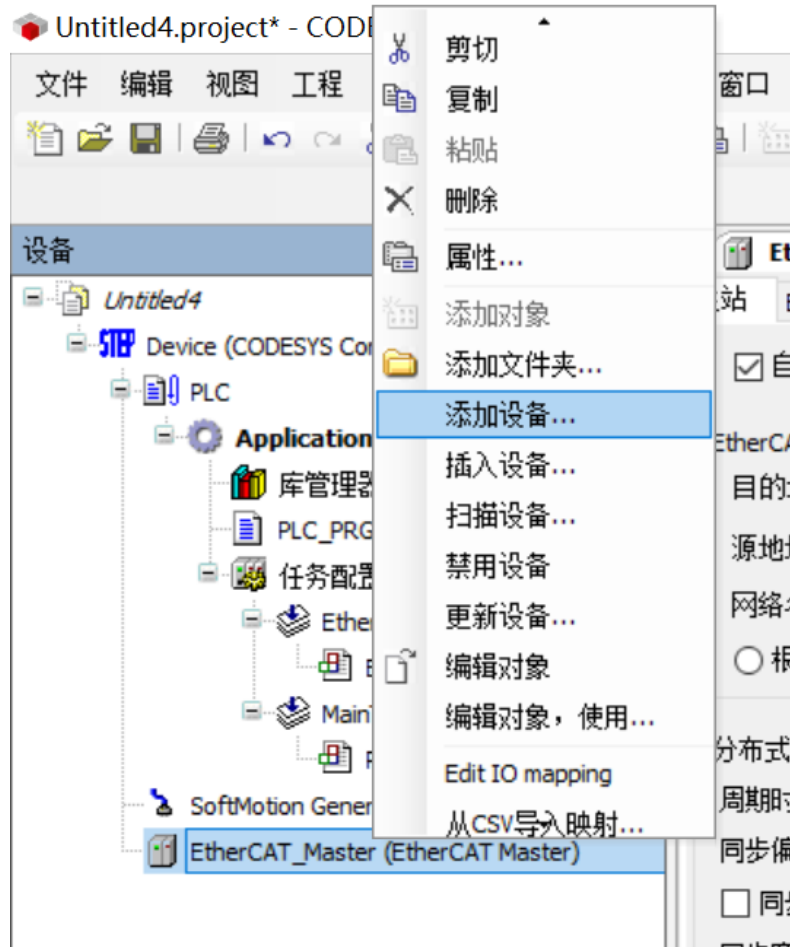 Untitled4.project* - CODE
文件 编辑 视图 工程
窗口
剪切
复制
粘贴
删除
属性...
添加对象
添加文件夹...
添加设备...
插入设备...
扫描设备...
禁用设备
更新设备...
编辑对象
编辑对象，使用...
Edit IO mapping
从CSV导入映射...
设备
Untitled4
STEP Device (CODESYS Cor
PLC
Application
库管理器
PLC_PRG
任务配置
Ethe
Main
SoftMotion Gener
EtherCAT_Master (EtherCAT Master)
Et
站
自
EtherCA
目的
源地
网络
根
分布式
周期时
同步偏
同步